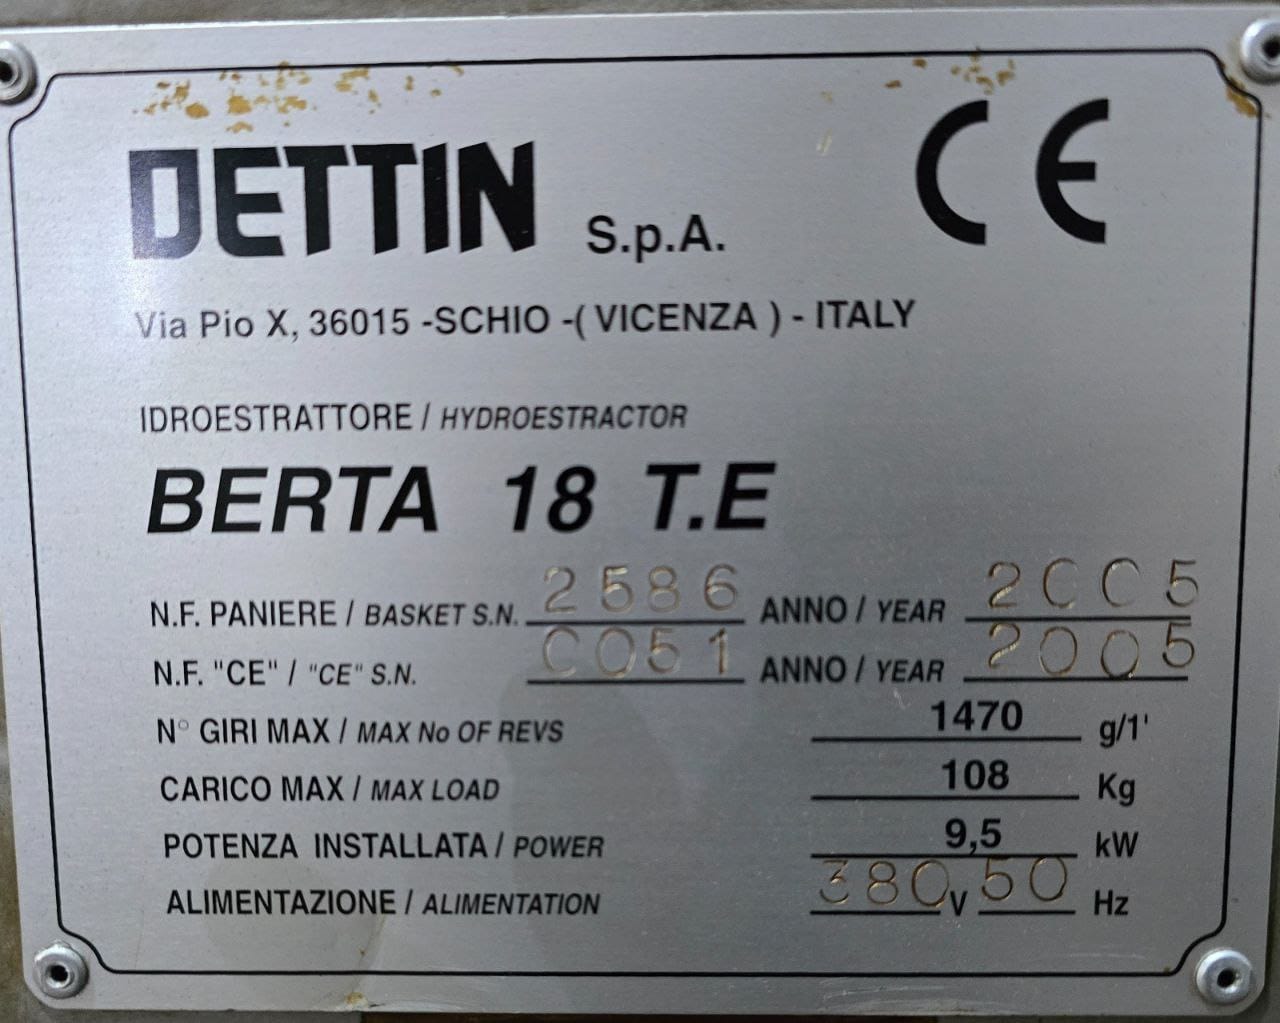 DETTIN S.p.A. CE
Via Pio X, 36015 -SCHIO -( VICENZA ) - ITALY
IDROESTRATTORE / HYDROESTRACTOR
BERTA 18 T.E
N.F. PANIERE / BASKET S.N. 2586 ANNO / YEAR 2005
N.F. "CE" / "CE" S.N. C051 ANNO / YEAR 2005
N° GIRI MAX / MAX No OF REVS 1470 g/1'
CARICO MAX / MAX LOAD 108 Kg
POTENZA INSTALLATA / POWER 9,5 kW
ALIMENTAZIONE / ALIMENTATION 380 V 50 Hz